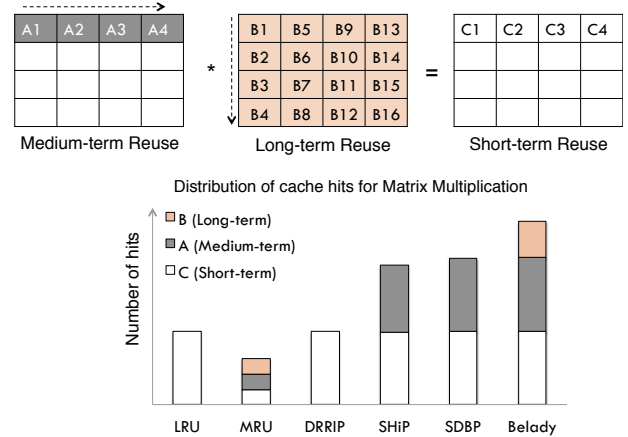 A1 A2 A3 A4
*
B1 B5 B9 B13
B2 B6 B10 B14
B3 B7 B11 B15
B4 B8 B12 B16
=
C1 C2 C3 C4
Medium-term Reuse
Long-term Reuse
Short-term Reuse
Distribution of cache hits for Matrix Multiplication
Number of hits
B (Long-term)
A (Medium-term)
C (Short-term)
LRU MRU DRRIP SHiP SDBP Belady